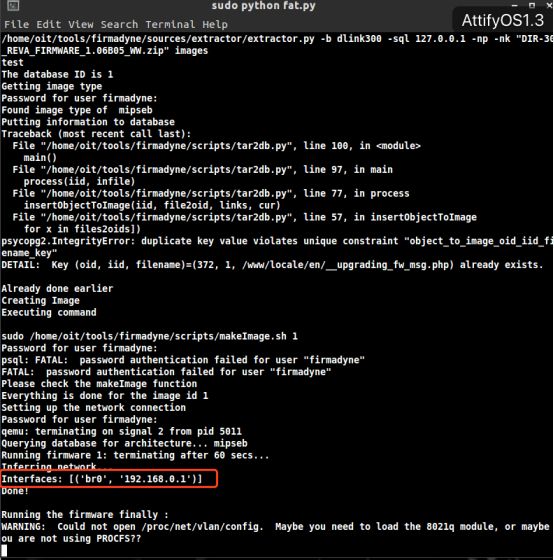 sudo python fat.py
File Edit View Search Terminal Help
AttifyOS1.3
/home/oit/tools/firmadyne/sources/extractor/extractor.py -b dlink300 -sql 127.0.0.1 -np -nk "DIR-30
_REVA_FIRMWARE_1.06B05_WW.zip" images
test
The database ID is 1
Getting image type
Password for user firmadyne:
Found image type of  mipseb
Putting information to database
Traceback (most recent call last):
  File "/home/oit/tools/firmadyne/scripts/tar2db.py", line 100, in <module>
    main()
  File "/home/oit/tools/firmadyne/scripts/tar2db.py", line 97, in main
    process(iid, infile)
  File "/home/oit/tools/firmadyne/scripts/tar2db.py", line 77, in process
    insertObjectToImage(iid, file2oid, links, cur)
  File "/home/oit/tools/firmadyne/scripts/tar2db.py", line 57, in insertObjectToImage
    for x in files2oids])
psycopg2.IntegrityError: duplicate key value violates unique constraint "object_to_image_oid_iid_fi
ename_key"
DETAIL:  Key (oid, iid, filename)=(372, 1, /www/locale/en/__upgrading_fw_msg.php) already exists.
Already done earlier
Creating Image
Executing command
sudo /home/oit/tools/firmadyne/scripts/makeImage.sh 1
Password for user firmadyne:
psql: FATAL:  password authentication failed for user "firmadyne"
FATAL:  password authentication failed for user "firmadyne"
Please check the makeImage function
Everything is done for the image id 1
Setting up the network connection
Password for user firmadyne:
qemu: terminating on signal 2 from pid 5011
Querying database for architecture... mipseb
Running firmware 1: terminating after 60 secs...
Inferring network...
Interfaces: [('br0', '192.168.0.1')]
Done!
Running the firmware finally :
WARNING:  Could not open /proc/net/vlan/config.  Maybe you need to load the 8021q module, or maybe
ou are not using PROCFS??